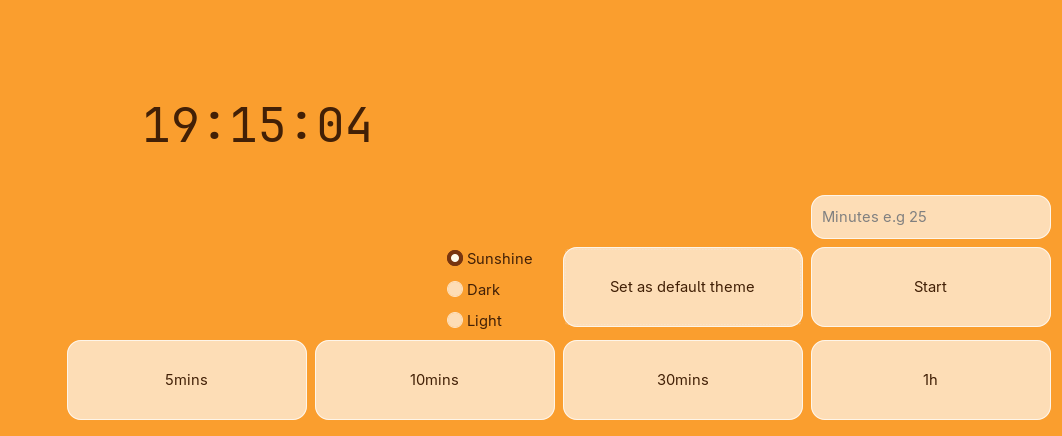 19:15:04
Minutes e.g 25
Sunshine
Dark
Light
Set as default theme
Start
5mins
10mins
30mins
1h